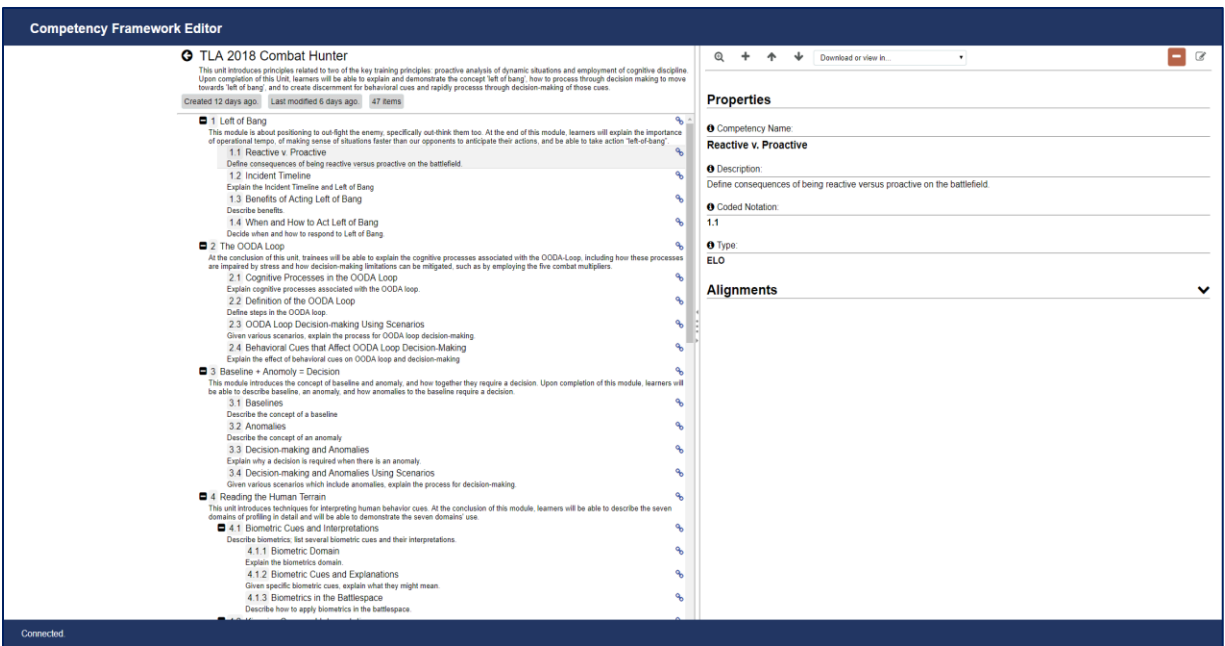 Competency Framework Editor
TLA 2018 Combat Hunter
This unit introduces principles related to two of the key training principles: proactive analysis of dynamic situations and employment of cognitive discipline.
Upon completion of this Unit, learners will be able to explain and demonstrate the concept 'left of bang', how to process through decision making to move
towards 'left of bang', and to create discernment for behavioral cues and rapidly processs through decision-making of those cues.
Created 12 days ago. Last modified 6 days ago. 47 items
1 Left of Bang
This module is about positioning to out-fight the enemy, specifically out-think them too. At the end of this module, learners will explain the importance
of operational tempo, of making sense of situations faster than our opponents to anticipate their actions, and be able to take action "left-of-bang".
1.1 Reactive v. Proactive
Define consequences of being reactive versus proactive on the battlefield.
1.2 Incident Timeline
Explain the Incident Timeline and Left of Bang
1.3 Benefits of Acting Left of Bang
Describe benefits.
1.4 When and How to Act Left of Bang
Decide when and how to respond to Left of Bang.
2 The OODA Loop
At the conclusion of this unit, trainees will be able to explain the cognitive processes associated with the OODA-Loop, including how these processes
are impaired by stress and how decision-making limitations can be mitigated, such as by employing the five combat multipliers.
2.1 Cognitive Processes in the OODA Loop
Explain cognitive processes associated with the OODA loop.
2.2 Definition of the OODA Loop
Define steps in the OODA loop.
2.3 OODA Loop Decision-making Using Scenarios
Given various scenarios, explain the process for OODA loop decision-making.
2.4 Behavioral Cues that Affect OODA Loop Decision-Making
Explain the effect of behavioral cues on OODA loop and decision-making
3 Baseline + Anomoly = Decision
This module introduces the concept of baseline and anomaly, and how together they require a decision. Upon completion of this module, learners will
be able to describe baseline, an anomaly, and how anomalies to the baseline require a decision.
3.1 Baselines
Describe the concept of a baseline
3.2 Anomalies
Describe the concept of an anomaly
3.3 Decision-making and Anomalies
Explain why a decision is required when there is an anomaly.
3.4 Decision-making and Anomalies Using Scenarios
Given various scenarios which include anomalies, explain the process for decision-making.
4 Reading the Human Terrain
This unit introduces techniques for interpreting human behavior cues. At the conclusion of this module, learners will be able to describe the seven
domains of profiling in detail and will be able to demonstrate the seven domains' use.
4.1 Biometric Cues and Interpretations
Describe biometrics; list several biometric cues and their interpretations.
4.1.1 Biometric Domain
Explain the biometrics domain.
4.1.2 Biometric Cues and Explanations
Given specific biometric cues, explain what they might mean.
4.1.3 Biometrics in the Battlespace
Describe how to apply biometrics in the battlespace.
Download or view in...
Properties
Competency Name:
Reactive v. Proactive
Description:
Define consequences of being reactive versus proactive on the battlefield.
Coded Notation:
1.1
Type:
ELO
Alignments
Connected.